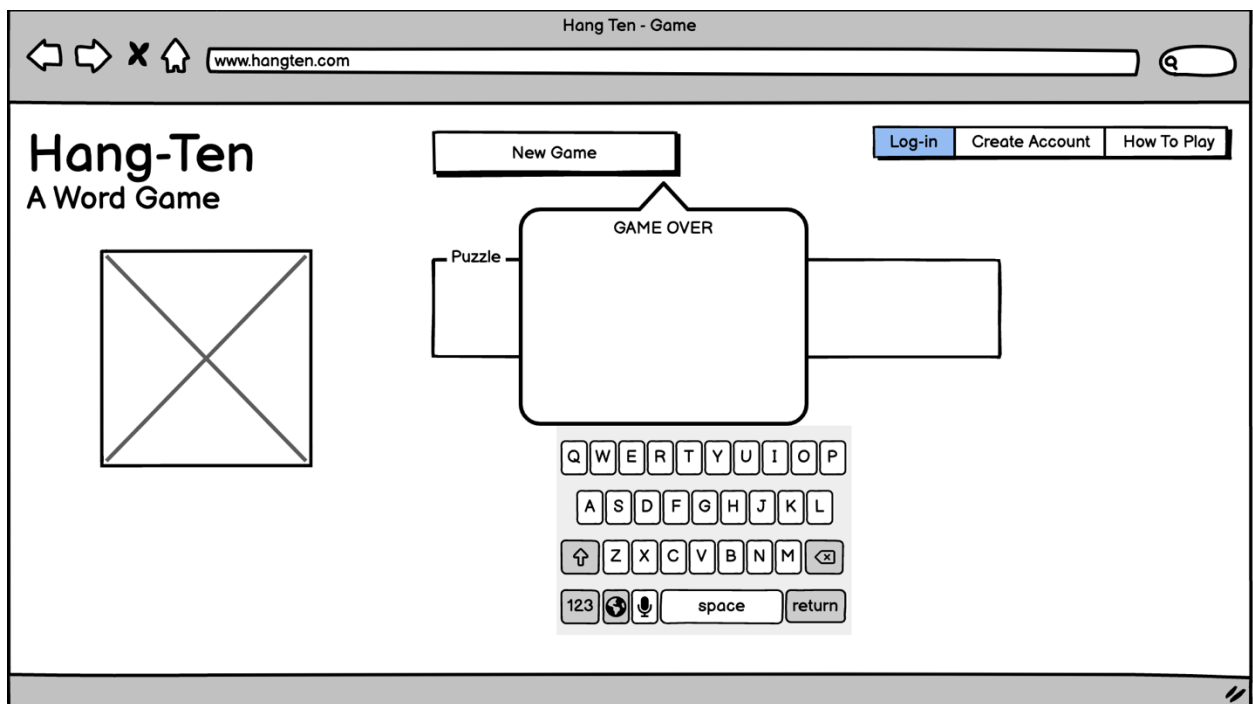 Hang Ten - Game
www.hangten.com
Hang-Ten
A Word Game
New Game
Log-in Create Account How To Play
GAME OVER
Puzzle
Q W E R T Y U I O P
A S D F G H J K L
Z X C V B N M
123 space return